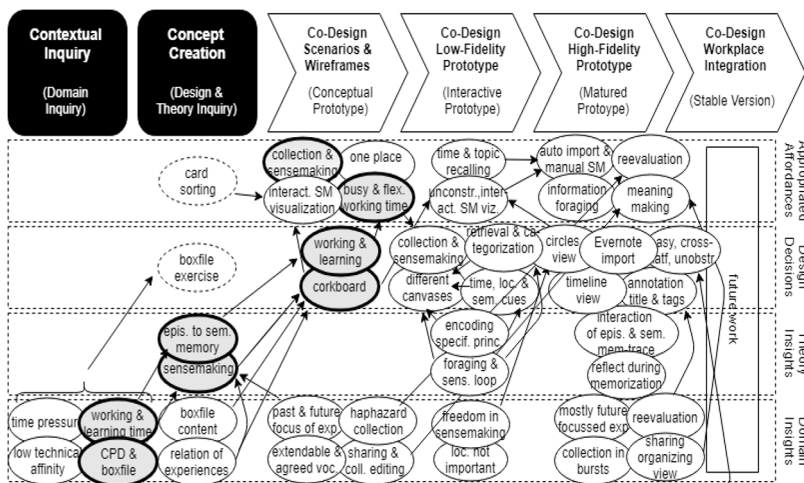 Contextual
Inquiry
(Domain
Inquiry)
Concept
Creation
(Design &
Theory Inquiry)
Co-Design
Scenarios &
Wireframes
(Conceptual
Prototype)
Co-Design
Low-Fidelity
Prototype
(Interactive
Prototype)
Co-Design
High-Fidelity
Prototype
(Matured
Protoype)
Co-Design
Workplace
Integration
(Stable Version)
card
sorting
collection &
sensemaking
interact. SM
visualization
one place
busy & flex.
working time
time & topic
recalling
unconstr.,inter-
act. SM viz.
auto import &
manual SM
information
foraging
reevaluation
meaning
making
Appropriated
Affordances
boxfile
exercise
working &
learning
corkboard
collection &
sensemaking
different
canvases
retrieval & ca-
tegorization
time, loc. &
sem. cues
circles
view
timeline
view
Evernote
import
easy, cross-
atf, unobstr.
annotation
title & tags
Design
Decisions
future work
epis. to sem.
memory
sensemaking
encoding
specif. princ.
foraging &
sens. loop
interaction
of epis. & sem.
mem-trace
reflect during
memorization
Theory
Insights
time pressure
low technical
affinity
working &
learning time
CPD &
boxfile
boxfile
content
relation of
experiences
past & future
focus of exp.
extendable &
agreed voc.
haphazard
collection
sharing &
coll. editing
freedom in
sensemaking
loc. not
important
mostly future
focussed exp.
collection in
bursts
reevaluation
sharing
organizing
view
Domain
Insights